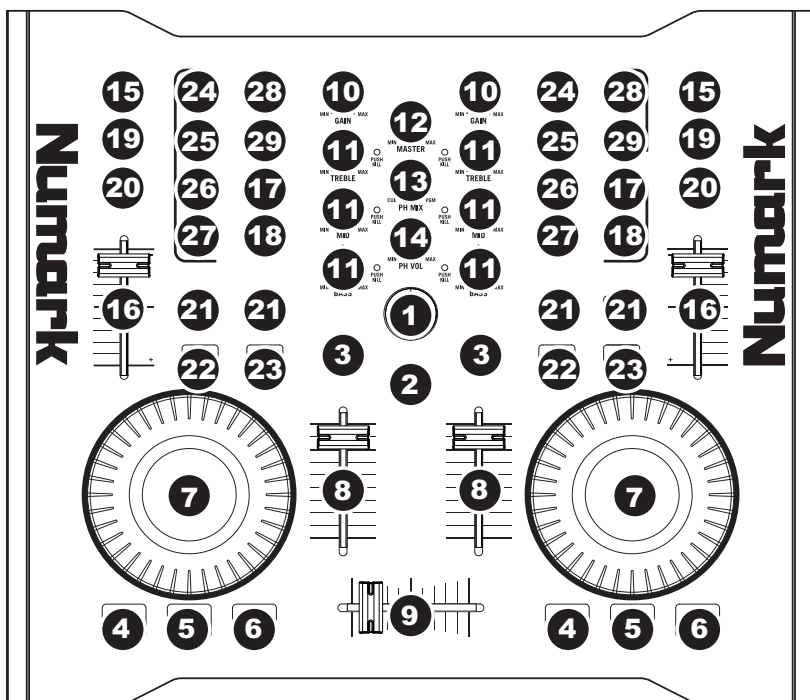 Numark
15 24 28 10 10 24 28 15
MIN MAX MIN MAX
GAIN GAIN
12
MIN MAX
MASTER
19 25 29 11 11 25 29 19
PUSH KILL PUSH KILL
MIN MAX MIN MAX
TREBLE TREBLE
13
CUE PGM
PH MIX
20 26 17 11 11 26 17 20
PUSH KILL PUSH KILL
MIN MAX MIN MAX
MID MID
27 18 14 27 18
MIN MAX
PH VOL
11 11
PUSH KILL PUSH KILL
MIN MAX MIN MAX
BASS BASS
16 21 21 1 21 21 16
3 3
22 23 2 22 23
+ +
7 8 8 7
9
4 5 6 4 5 6
Numark